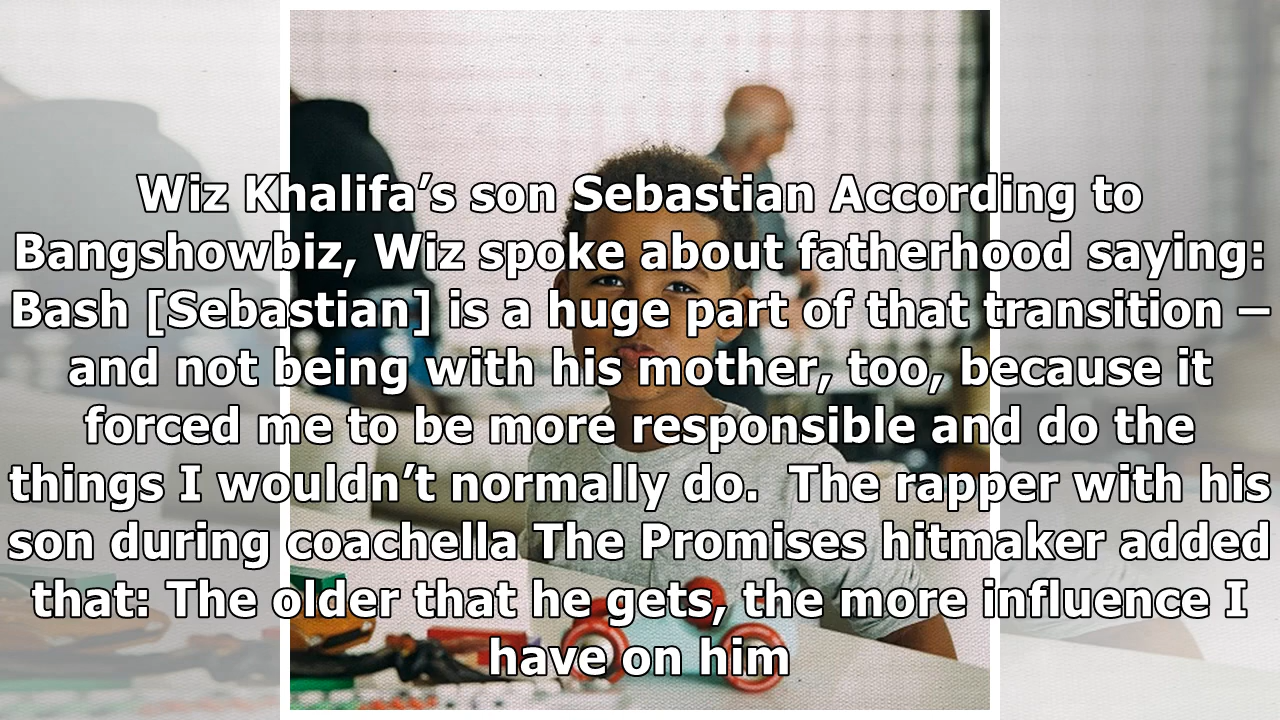 Wiz Khalifa’s son Sebastian According to
Bangshowbiz, Wiz spoke about fatherhood saying:
Bash [Sebastian] is a huge part of that transition –
and not being with his mother, too, because it
forced me to be more responsible and do the
things I wouldn’t normally do.  The rapper with his
son during coachella The Promises hitmaker added
that: The older that he gets, the more influence I
have on him